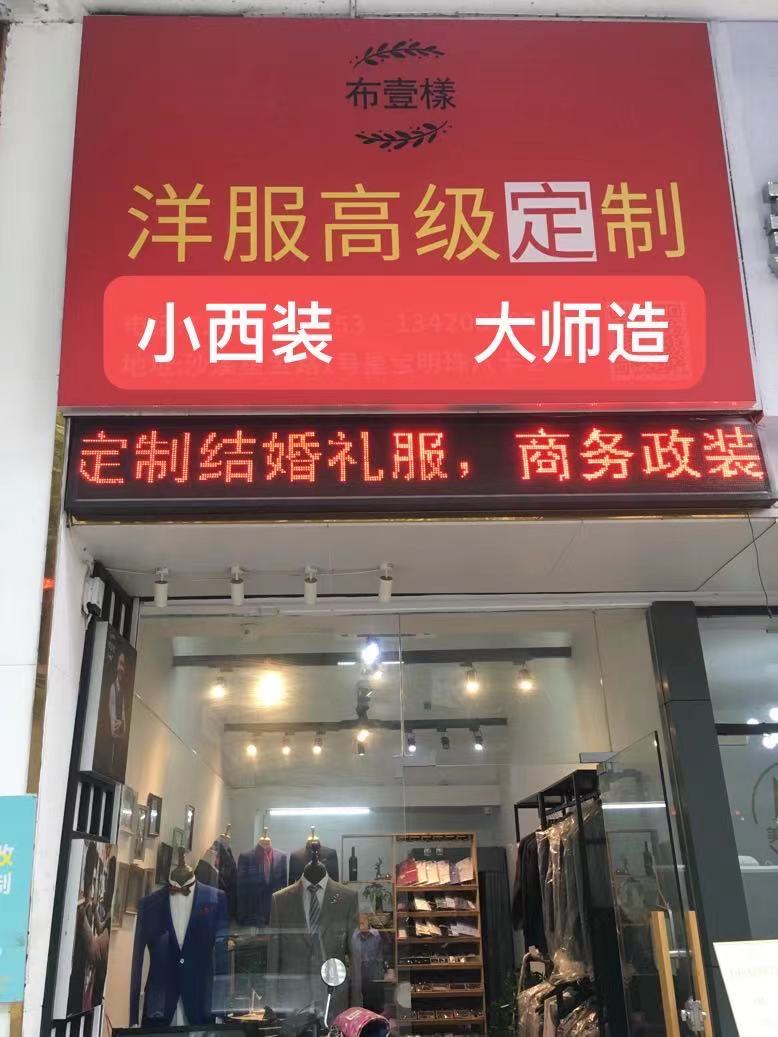 布壹樣
洋服高级定制
小西装 大师造
定制结婚礼服，商务政装